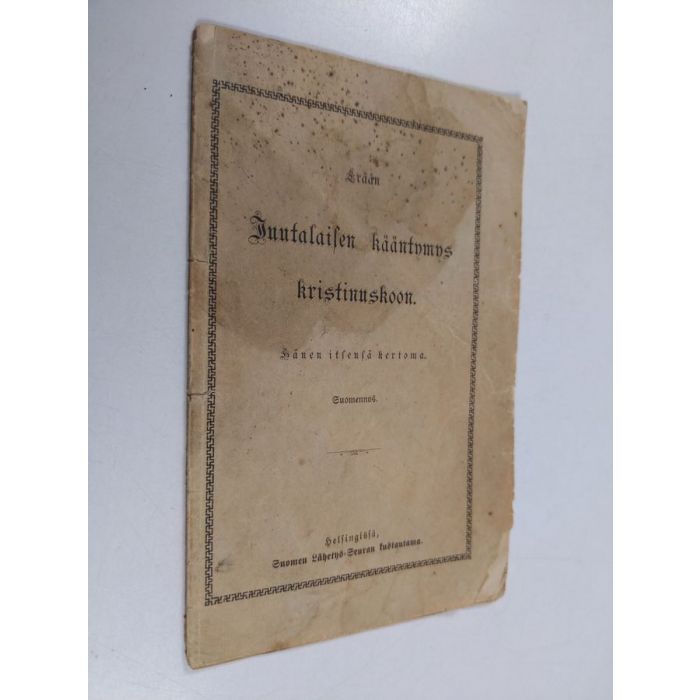 Erään
Juutalaisen kääntymys
kristinuskoon.
Hänen itsensä kertoma.
Suomennos.
Helsingissä,
Suomen Lähetys-Seuran kustantama.